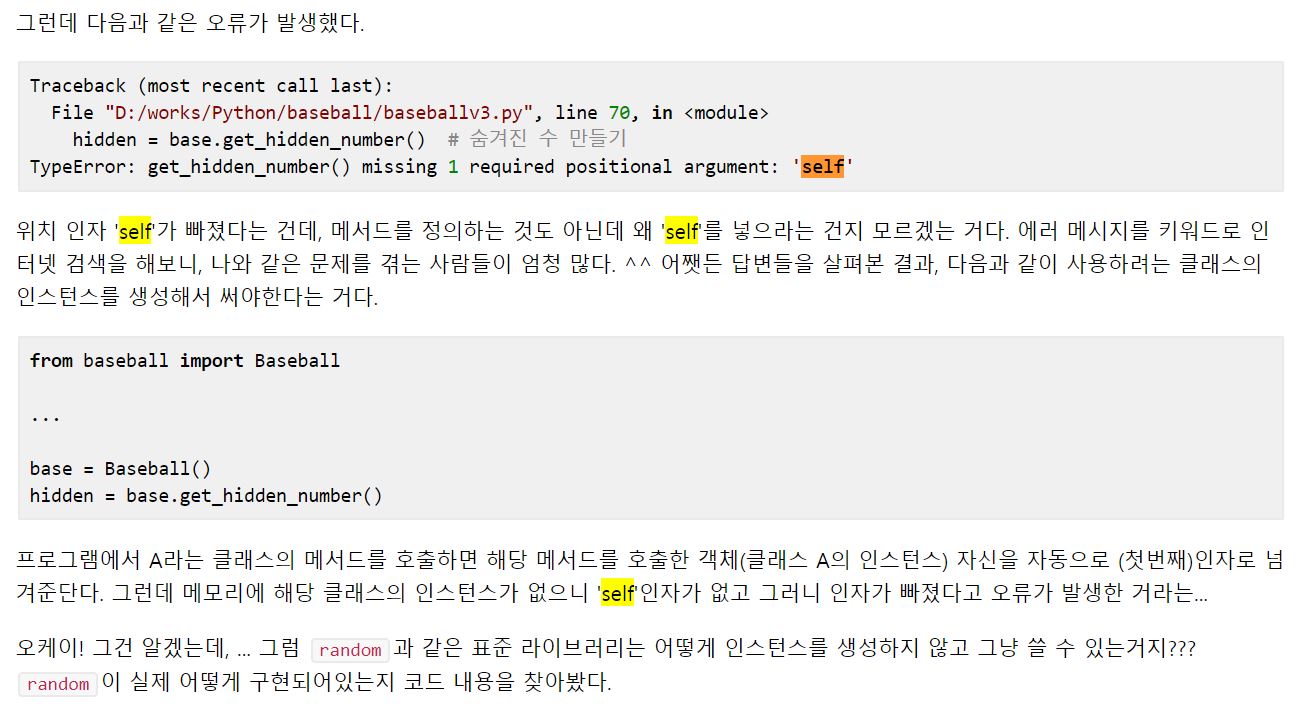 그런데 다음과 같은 오류가 발생했다.
Traceback (most recent call last):
  File "D:/works/Python/baseball/baseballv3.py", line 70, in <module>
    hidden = base.get_hidden_number()  # 숨겨진 수 만들기
TypeError: get_hidden_number() missing 1 required positional argument: 'self'
위치 인자 'self'가 빠졌다는 건데, 메서드를 정의하는 것도 아닌데 왜 'self'를 넣으라는 건지 모르겠는 거다. 에러 메시지를 키워드로 인
터넷 검색을 해보니, 나와 같은 문제를 겪는 사람들이 엄청 많다. ^^ 어쨋든 답변들을 살펴본 결과, 다음과 같이 사용하려는 클래스의
인스턴스를 생성해서 써야한다는 거다.
from baseball import Baseball
...
base = Baseball()
hidden = base.get_hidden_number()
프로그램에서 A라는 클래스의 메서드를 호출하면 해당 메서드를 호출한 객체(클래스 A의 인스턴스) 자신을 자동으로 (첫번째)인자로 넘
겨준단다. 그런데 메모리에 해당 클래스의 인스턴스가 없으니 'self'인자가 없고 그러니 인자가 빠졌다고 오류가 발생한 거라는...
오케이! 그건 알겠는데, ... 그럼 random과 같은 표준 라이브러리는 어떻게 인스턴스를 생성하지 않고 그냥 쓸 수 있는거지???
random이 실제 어떻게 구현되어있는지 코드 내용을 찾아봤다.